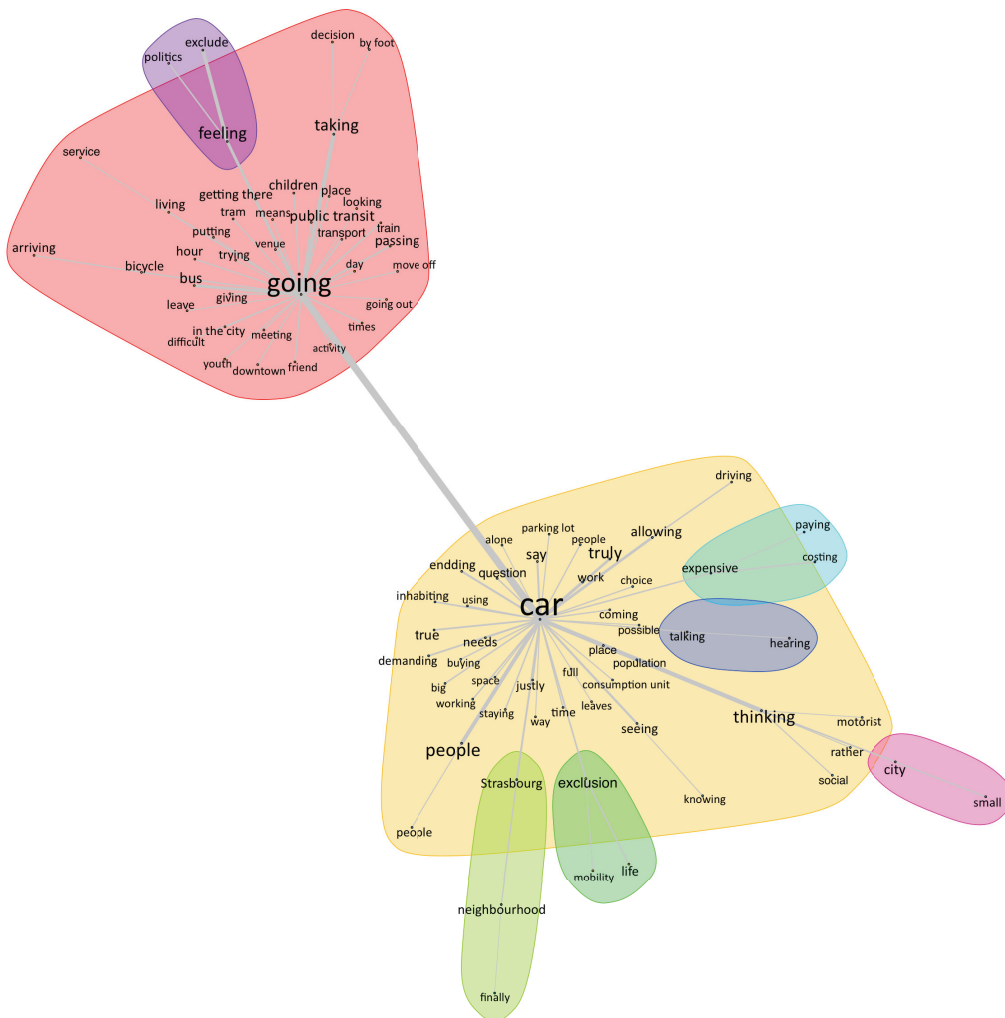 exclude
politics
decision
by foot
feeling
taking
service
children
getting there
place
looking
living
tram
means
public transit
train
putting
transport
venue
passing
arriving
hour
trying
bicycle
day
move off
bus
going
giving
leave
going out
in the city
meeting
times
difficult
activity
youth
downtown
friend
driving
parking lot
paying
alone
people
allowing
say
truly
costing
endding
question
work
expensive
choice
inhabiting
using
car
coming
possible
true
needs
talking
hearing
place
demanding
buying
population
space
full
big
justly
consumption unit
working
staying
time
leaves
way
seeing
thinking
motorist
people
rather
city
Strasbourg
exclusion
social
small
knowing
people
mobility
life
neighbourhood
finally